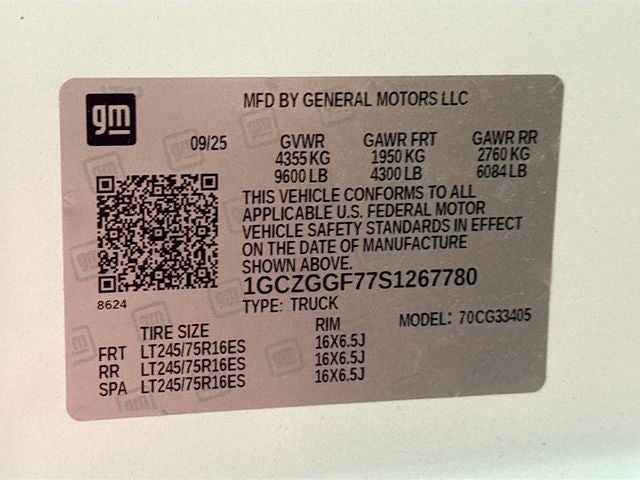 gm
MFD BY GENERAL MOTORS LLC
09/25
GVWR GAWR FRT GAWR RR
4355 KG 1950 KG 2760 KG
9600 LB 4300 LB 6084 LB
THIS VEHICLE CONFORMS TO ALL
APPLICABLE U.S. FEDERAL MOTOR
VEHICLE SAFETY STANDARDS IN EFFECT
ON THE DATE OF MANUFACTURE
SHOWN ABOVE.
1GCZGGF77S1267780
8624
TYPE: TRUCK
MODEL: 70CG33405
TIRE SIZE RIM
FRT LT245/75R16ES 16X6.5J
RR LT245/75R16ES 16X6.5J
SPA LT245/75R16ES 16X6.5J